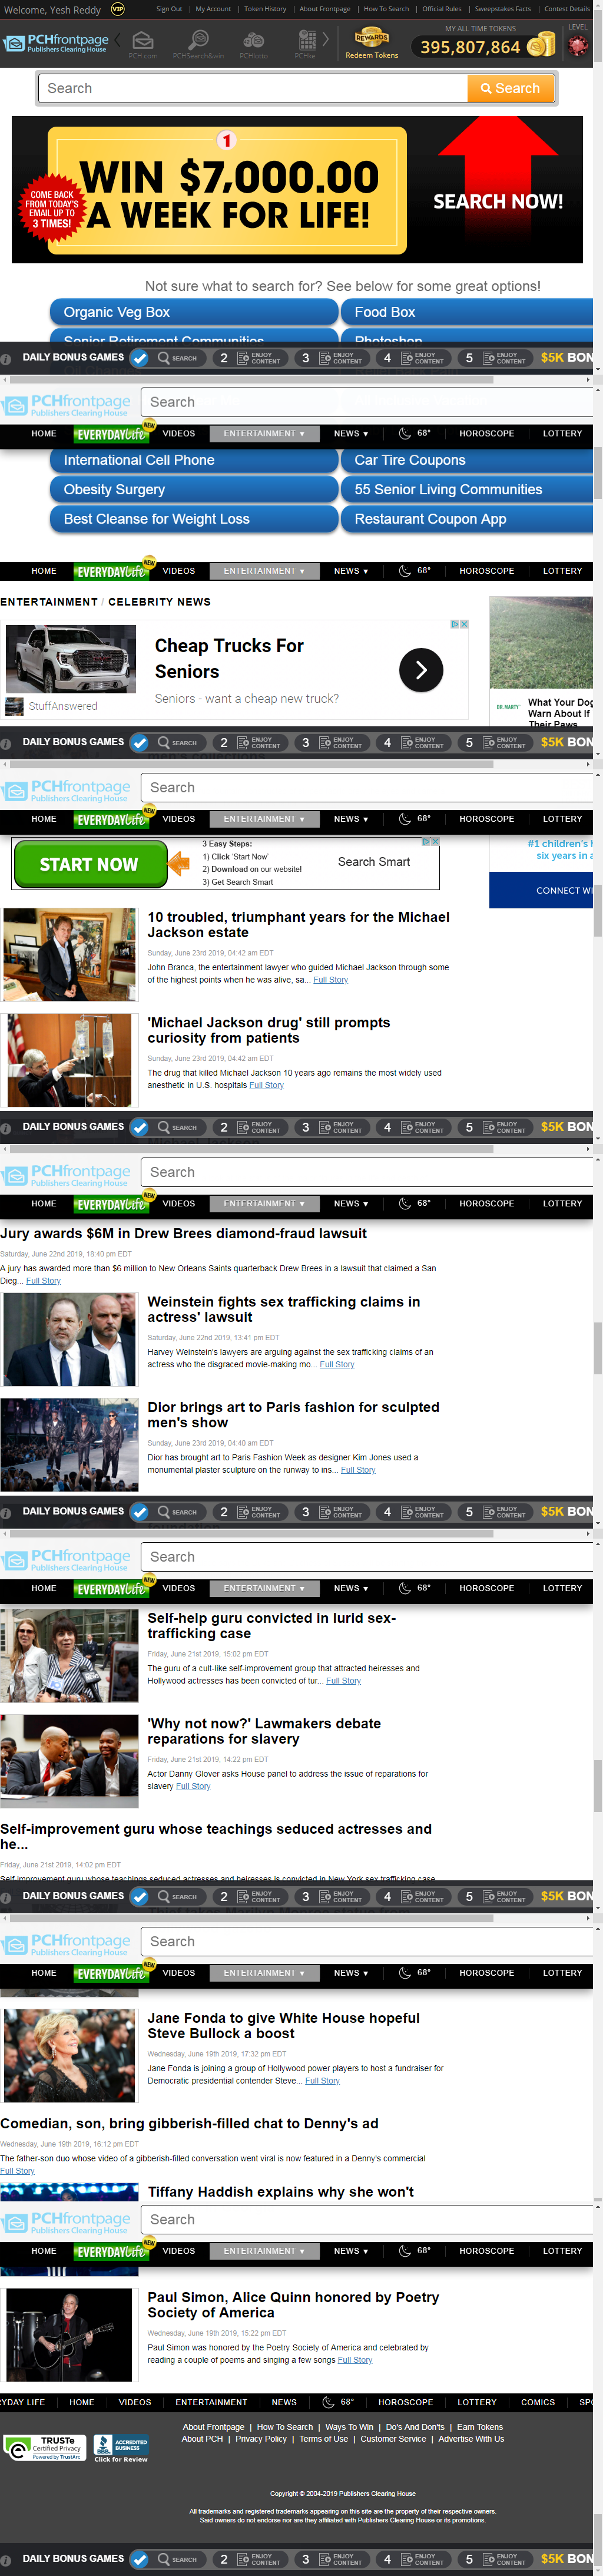 Welcome, Yesh Reddy VIP Sign Out | My Account | Token History | About Frontpage | How To Search | Official Rules | Sweepstakes Facts | Contest Details
PCHfrontpage
Publishers Clearing House
PCH.com PCHSearch&win PCHlotto
REWARDS
Redeem Tokens
MY ALL TIME TOKENS
395,807,864
LEVEL
Search Search
1
WIN $7,000.00
A WEEK FOR LIFE!
COME BACK
FROM TODAY'S
EMAIL UP TO
3 TIMES!
SEARCH NOW!
Not sure what to search for? See below for some great options!
Organic Veg Box Food Box
Senior Retirement Communities Photoshop
DAILY BONUS GAMES SEARCH 2 ENJOY CONTENT 3 ENJOY CONTENT 4 ENJOY CONTENT 5 ENJOY CONTENT $5K BON
PCHfrontpage
Publishers Clearing House
Search
HOME EVERYDAYlife NEW VIDEOS ENTERTAINMENT ▼ NEWS ▼ 68° HOROSCOPE LOTTERY
International Cell Phone Car Tire Coupons
Obesity Surgery 55 Senior Living Communities
Best Cleanse for Weight Loss Restaurant Coupon App
HOME EVERYDAYlife NEW VIDEOS ENTERTAINMENT ▼ NEWS ▼ 68° HOROSCOPE LOTTERY
ENTERTAINMENT / CELEBRITY NEWS
Cheap Trucks For
Seniors
Seniors - want a cheap new truck?
StuffAnswered
DR. MARTY
What Your Dog
Warn About If
Their Paws
DAILY BONUS GAMES SEARCH 2 ENJOY CONTENT 3 ENJOY CONTENT 4 ENJOY CONTENT 5 ENJOY CONTENT $5K BON
PCHfrontpage
Publishers Clearing House
Search
HOME EVERYDAYlife NEW VIDEOS ENTERTAINMENT ▼ NEWS ▼ 68° HOROSCOPE LOTTERY
START NOW
3 Easy Steps:
1) Click 'Start Now'
2) Download on our website!
3) Get Search Smart
Search Smart
#1 children's h
six years in a
CONNECT WI
10 troubled, triumphant years for the Michael
Jackson estate
Sunday, June 23rd 2019, 04:42 am EDT
John Branca, the entertainment lawyer who guided Michael Jackson through some
of the highest points when he was alive, sa... Full Story
'Michael Jackson drug' still prompts
curiosity from patients
Sunday, June 23rd 2019, 04:42 am EDT
The drug that killed Michael Jackson 10 years ago remains the most widely used
anesthetic in U.S. hospitals Full Story
DAILY BONUS GAMES SEARCH 2 ENJOY CONTENT 3 ENJOY CONTENT 4 ENJOY CONTENT 5 ENJOY CONTENT $5K BON
PCHfrontpage
Publishers Clearing House
Search
HOME EVERYDAYlife NEW VIDEOS ENTERTAINMENT ▼ NEWS ▼ 68° HOROSCOPE LOTTERY
Jury awards $6M in Drew Brees diamond-fraud lawsuit
Saturday, June 22nd 2019, 18:40 pm EDT
A jury has awarded more than $6 million to New Orleans Saints quarterback Drew Brees in a lawsuit that claimed a San
Dieg... Full Story
Weinstein fights sex trafficking claims in
actress' lawsuit
Saturday, June 22nd 2019, 13:41 pm EDT
Harvey Weinstein's lawyers are arguing against the sex trafficking claims of an
actress who the disgraced movie-making mo... Full Story
Dior brings art to Paris fashion for sculpted
men's show
Sunday, June 23rd 2019, 04:40 am EDT
Dior has brought art to Paris Fashion Week as designer Kim Jones used a
monumental plaster sculpture on the runway to ins... Full Story
DAILY BONUS GAMES SEARCH 2 ENJOY CONTENT 3 ENJOY CONTENT 4 ENJOY CONTENT 5 ENJOY CONTENT $5K BON
PCHfrontpage
Publishers Clearing House
Search
HOME EVERYDAYlife NEW VIDEOS ENTERTAINMENT ▼ NEWS ▼ 68° HOROSCOPE LOTTERY
Self-help guru convicted in lurid sex-
trafficking case
Friday, June 21st 2019, 15:02 pm EDT
The guru of a cult-like self-improvement group that attracted heiresses and
Hollywood actresses has been convicted of tur... Full Story
'Why not now?' Lawmakers debate
reparations for slavery
Friday, June 21st 2019, 14:22 pm EDT
Actor Danny Glover asks House panel to address the issue of reparations for
slavery Full Story
Self-improvement guru whose teachings seduced actresses and
he...
Friday, June 21st 2019, 14:02 pm EDT
Self-improvement guru whose teachings seduced actresses and heiresses is convicted in New York sex trafficking case
DAILY BONUS GAMES SEARCH 2 ENJOY CONTENT 3 ENJOY CONTENT 4 ENJOY CONTENT 5 ENJOY CONTENT $5K BON
PCHfrontpage
Publishers Clearing House
Search
HOME EVERYDAYlife NEW VIDEOS ENTERTAINMENT ▼ NEWS ▼ 68° HOROSCOPE LOTTERY
Jane Fonda to give White House hopeful
Steve Bullock a boost
Wednesday, June 19th 2019, 17:32 pm EDT
Jane Fonda is joining a group of Hollywood power players to host a fundraiser for
Democratic presidential contender Steve... Full Story
Comedian, son, bring gibberish-filled chat to Denny's ad
Wednesday, June 19th 2019, 16:12 pm EDT
The father-son duo whose video of a gibberish-filled conversation went viral is now featured in a Denny's commercial
Full Story
Tiffany Haddish explains why she won't
PCHfrontpage
Publishers Clearing House
Search
HOME EVERYDAYlife NEW VIDEOS ENTERTAINMENT ▼ NEWS ▼ 68° HOROSCOPE LOTTERY
Paul Simon, Alice Quinn honored by Poetry
Society of America
Wednesday, June 19th 2019, 15:22 pm EDT
Paul Simon was honored by the Poetry Society of America and celebrated by
reading a couple of poems and singing a few songs Full Story
RYDAY LIFE HOME VIDEOS ENTERTAINMENT NEWS 68° HOROSCOPE LOTTERY COMICS SPO
TRUSTe
Certified Privacy
Powered by TrustArc
BBB ACCREDITED BUSINESS
Click for Review
About Frontpage | How To Search | Ways To Win | Do's And Don'ts | Earn Tokens
About PCH | Privacy Policy | Terms of Use | Customer Service | Advertise With Us
Copyright © 2004-2019 Publishers Clearing House
All trademarks and registered trademarks appearing on this site are the property of their respective owners.
Said owners do not endorse nor are they affiliated with Publishers Clearing House or its promotions.
DAILY BONUS GAMES SEARCH 2 ENJOY CONTENT 3 ENJOY CONTENT 4 ENJOY CONTENT 5 ENJOY CONTENT $5K BON